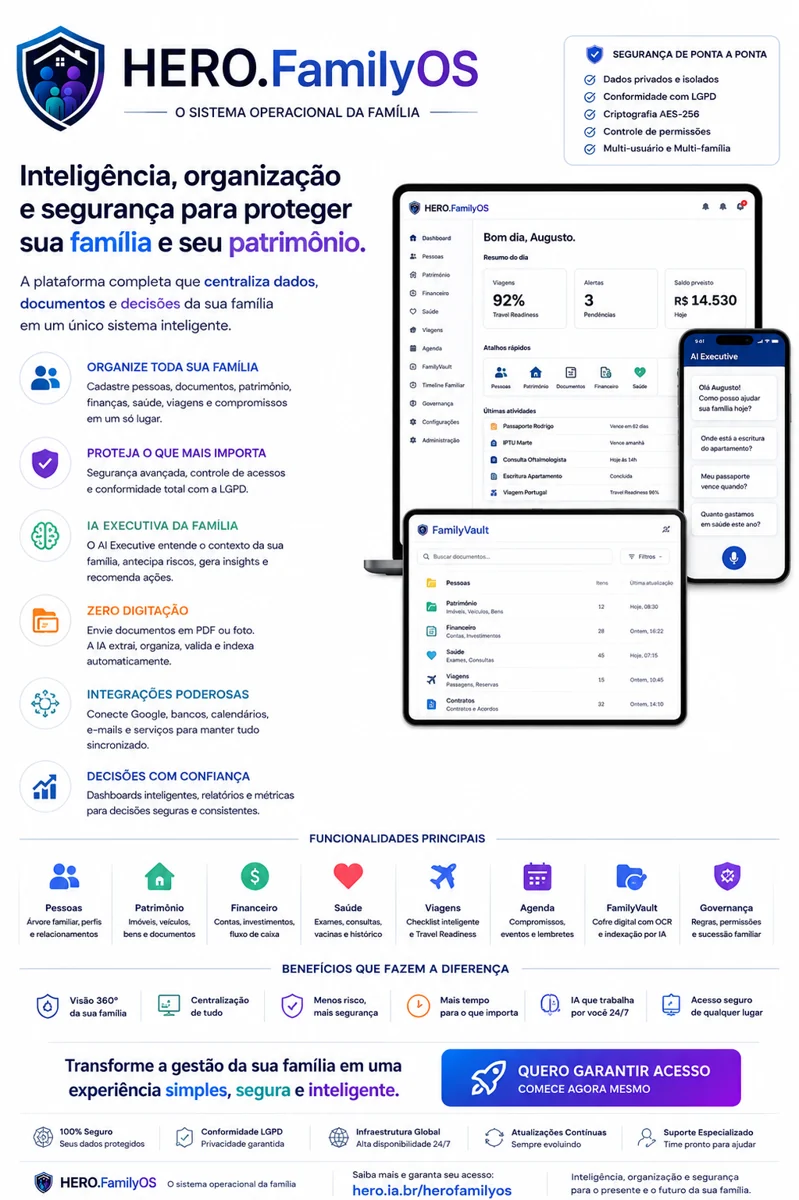 HERO.FamilyOS
O SISTEMA OPERACIONAL DA FAMÍLIA
SEGURANÇA DE PONTA A PONTA
Dados privados e isolados
Conformidade com LGPD
Criptografia AES-256
Controle de permissões
Multi-usuário e Multi-família
Inteligência, organização
e segurança para proteger
sua família e seu patrimônio.
A plataforma completa que centraliza dados,
documentos e decisões da sua família
em um único sistema inteligente.
ORGANIZE TODA SUA FAMÍLIA
Cadastre pessoas, documentos, patrimônio,
finanças, saúde, viagens e compromissos
em um só lugar.
PROTEJA O QUE MAIS IMPORTA
Segurança avançada, controle de acessos
e conformidade total com a LGPD.
IA EXECUTIVA DA FAMÍLIA
O AI Executive entende o contexto da sua
família, antecipa riscos, gera insights e
recomenda ações.
ZERO DIGITAÇÃO
Envie documentos em PDF ou foto.
A IA extrai, organiza, valida e indexa
automaticamente.
INTEGRAÇÕES PODEROSAS
Conecte Google, bancos, calendários,
e-mails e serviços para manter tudo
sincronizado.
DECISÕES COM CONFIANÇA
Dashboards inteligentes, relatórios e métricas
para decisões seguras e consistentes.
HERO.FamilyOS
Dashboard
Pessoas
Patrimônio
Financeiro
Saúde
Viagens
Agenda
FamilyVault
Timeline Familiar
Governança
Configurações
Administração
Bom dia, Augusto.
Resumo do dia
Viagens
92%
Travel Readiness
Alertas
3
Pendências
Saldo prveisto
R$ 14.530
Hoje
Atalhos rápidos
Pessoas
Patrimônio
Documentos
Financeiro
Saúde
Últimas atividades
Passaporte Rodrigo Vence em 62 dias
IPTU Marte Vence amanhã
Consulta Oftalmologista Hoje às 14h
Escritura Apartamento Concluída
Viagem Portugal Travel Readiness 96%
9:41
AI Executive
Olá Augusto!
Como posso ajudar
sua família hoje?
Onde está a escritura
do apartamento?
Meu passaporte
vence quando?
Quanto gastamos
em saúde este ano?
FamilyVault
Buscar documentos...
Filtros
Pessoas Itens Última atualização
Patrimônio 12 Hoje, 08:30
Imóveis, Veículos, Bens
Financeiro 28 Ontem, 16:22
Contas, Investimentos
Saúde 45 Hoje, 07:15
Exames, Consultas
Viagens 15 Ontem, 10:45
Passagens, Reservas
Contratos 32 Ontem, 14:10
Contratos e Acordos
FUNCIONALIDADES PRINCIPAIS
Pessoas
Árvore familiar, perfis
e relacionamentos
Patrimônio
Imóveis, veículos,
bens e documentos
Financeiro
Contas, investimentos,
fluxo de caixa
Saúde
Exames, consultas,
vacinas e histórico
Viagens
Checklist inteligente
e Travel Readiness
Agenda
Compromissos,
eventos e lembretes
FamilyVault
Cofre digital com OCR
e indexação por IA
Governança
Regras, permissões
e sucessão familiar
BENEFÍCIOS QUE FAZEM A DIFERENÇA
Visão 360°
da sua família
Centralização
de tudo
Menos risco,
mais segurança
Mais tempo
para o que importa
IA que trabalha
por você 24/7
Acesso seguro
de qualquer lugar
Transforme a gestão da sua família em uma
experiência simples, segura e inteligente.
QUERO GARANTIR ACESSO
COMECE AGORA MESMO
100% Seguro
Seus dados protegidos
Conformidade LGPD
Privacidade garantida
Infraestrutura Global
Alta disponibilidade 24/7
Atualizações Contínuas
Sempre evoluindo
Suporte Especializado
Time pronto para ajudar
HERO.FamilyOS
O sistema operacional da família
Saiba mais e garanta seu acesso:
hero.ia.br/herofamilyos
Inteligência, organização e segurança
para o presente e o futuro da sua família.